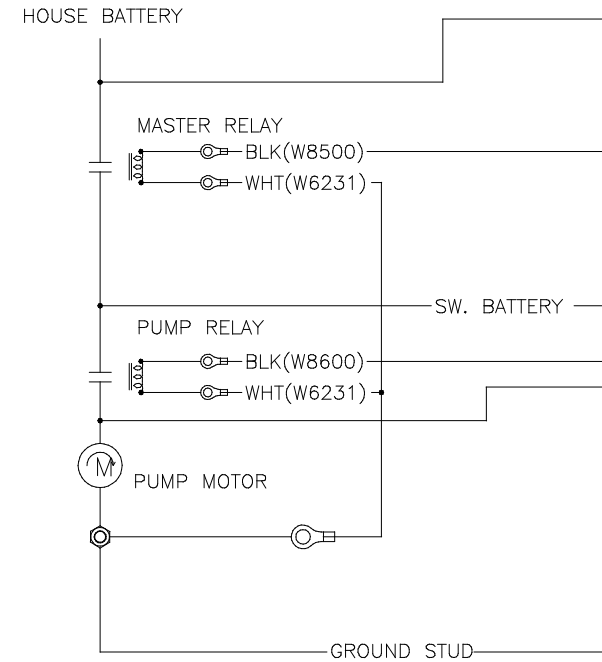 HOUSE BATTERY
MASTER RELAY
BLK(W8500)
WHT(W6231)
SW. BATTERY
PUMP RELAY
BLK(W8600)
WHT(W6231)
M
PUMP MOTOR
GROUND STUD